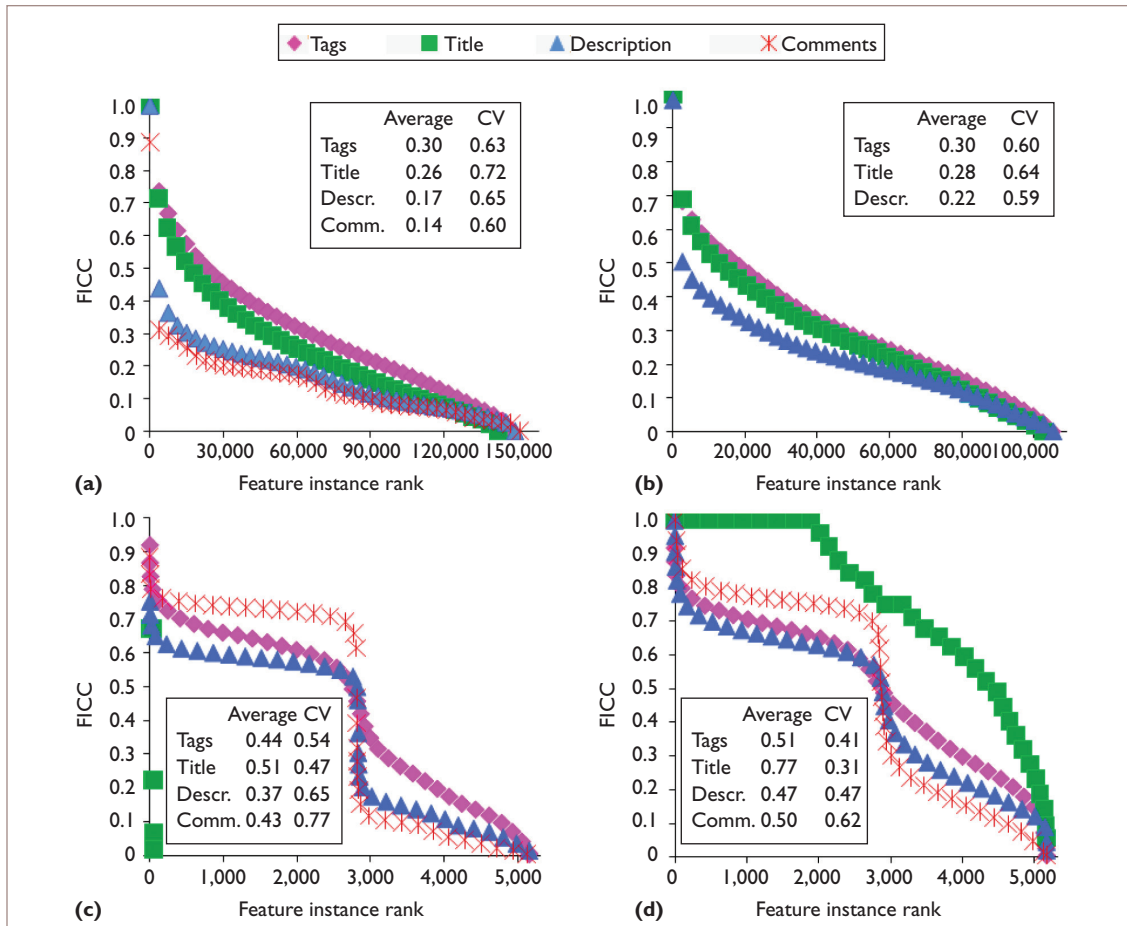 Tags Title Description Comments
1.0
0.9
0.8
0.7
0.6
0.5
0.4
0.3
0.2
0.1
0
FICC
Average CV
Tags 0.30 0.63
Title 0.26 0.72
Descr. 0.17 0.65
Comm. 0.14 0.60
0 30,000 60,000 90,000 120,000 150,000
(a) Feature instance rank
1.0
0.9
0.8
0.7
0.6
0.5
0.4
0.3
0.2
0.1
0
FICC
Average CV
Tags 0.30 0.60
Title 0.28 0.64
Descr. 0.22 0.59
0 20,000 40,000 60,000 80,000 100,000
(b) Feature instance rank
1.0
0.9
0.8
0.7
0.6
0.5
0.4
0.3
0.2
0.1
0
FICC
Average CV
Tags 0.44 0.54
Title 0.51 0.47
Descr. 0.37 0.65
Comm. 0.43 0.77
0 1,000 2,000 3,000 4,000 5,000
(c) Feature instance rank
1.0
0.9
0.8
0.7
0.6
0.5
0.4
0.3
0.2
0.1
0
FICC
Average CV
Tags 0.51 0.41
Title 0.77 0.31
Descr. 0.47 0.47
Comm. 0.50 0.62
0 1,000 2,000 3,000 4,000 5,000
(d) Feature instance rank